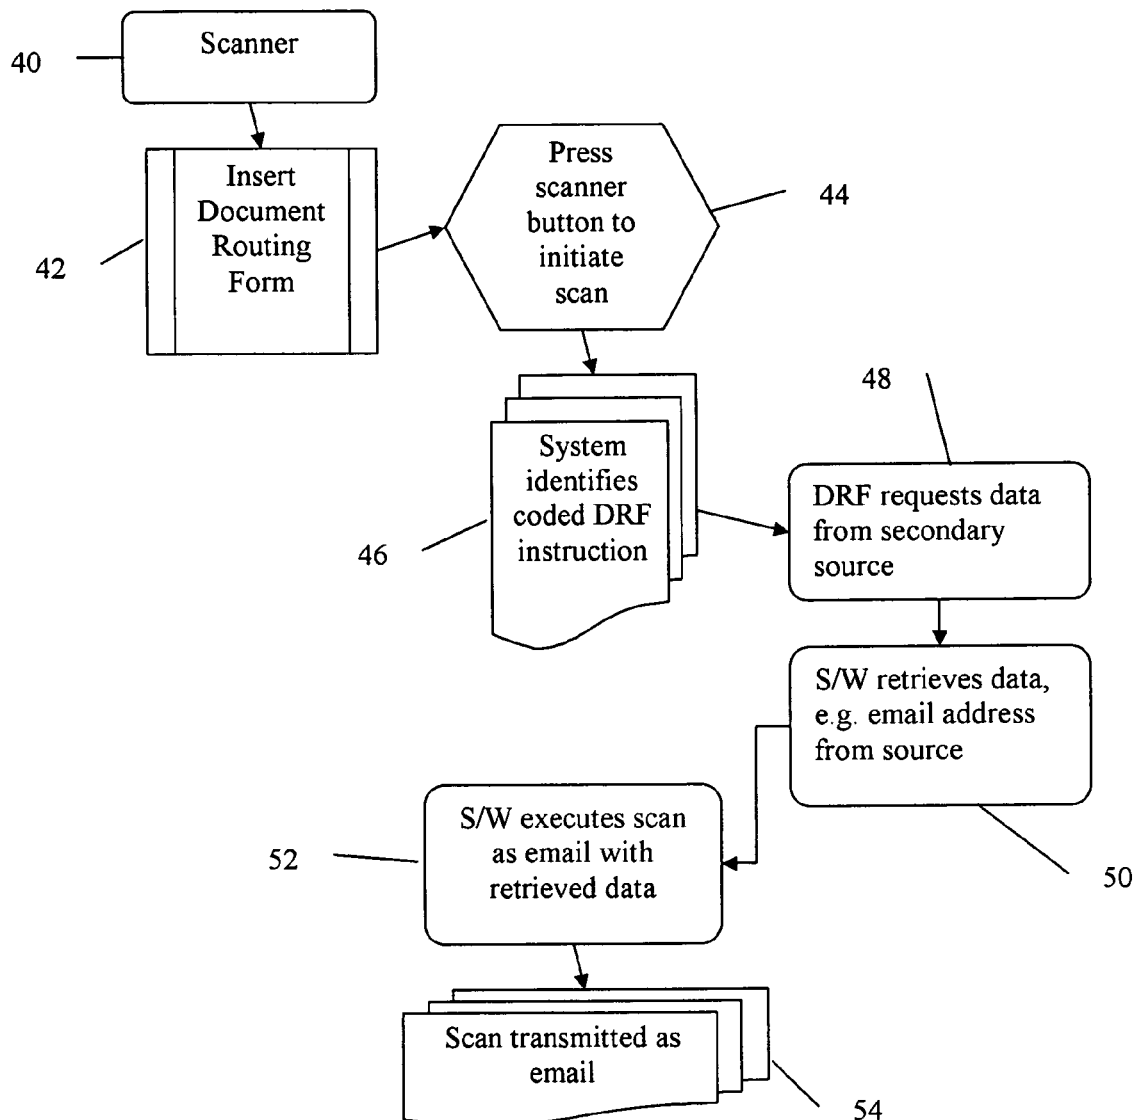 40
Scanner
42
Insert
Document
Routing
Form
Press
scanner
button to
initiate
scan
44
46
System
identifies
coded DRF
instruction
48
DRF requests data
from secondary
source
S/W retrieves data,
e.g. email address
from source
50
52
S/W executes scan
as email with
retrieved data
Scan transmitted as
email
54